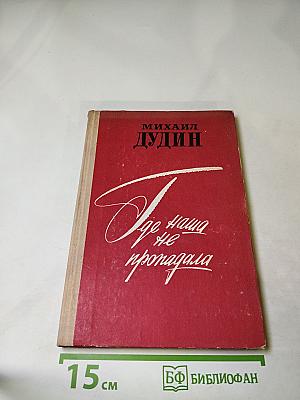 МИХАИЛ
ДУДИН
Где наша
не
пропадала
15 см
БФ БИБЛИОФАН